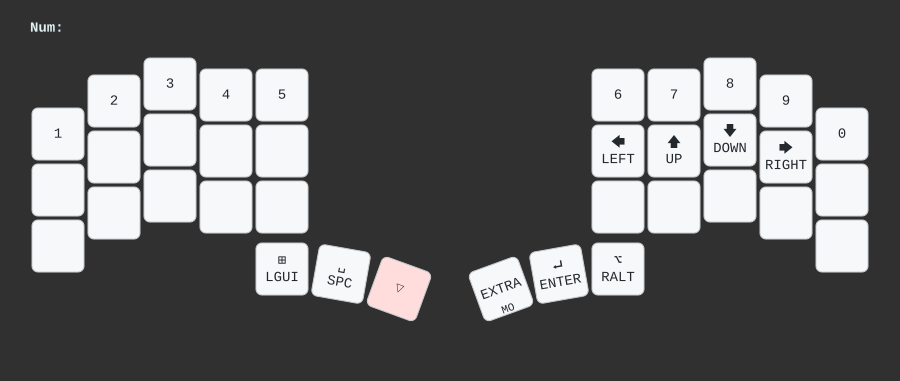 Num:
1 2 3 4 5 6 7 8 9 0
LEFT UP DOWN RIGHT
LGUI SPC EXTRA ENTER RALT
MO